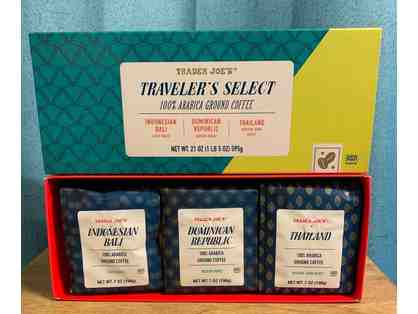 TRADER JOE'S
TRAVELER'S SELECT
100% ARABICA GROUND COFFEE
INDONESIAN BALI
DOMINICAN REPUBLIC
THAILAND
NET WT. 21 OZ (1 LB 5 OZ) 595g
TRADER JOE'S
INDONESIAN
BALI
100% ARABICA
GROUND COFFEE
NET WT. 7 OZ (198g)
TRADER JOE'S
DOMINICAN
REPUBLIC
100% ARABICA
GROUND COFFEE
NET WT. 7 OZ (198g)
TRADER JOE'S
THAILAND
100% ARABICA
GROUND COFFEE
NET WT. 7 OZ (198g)